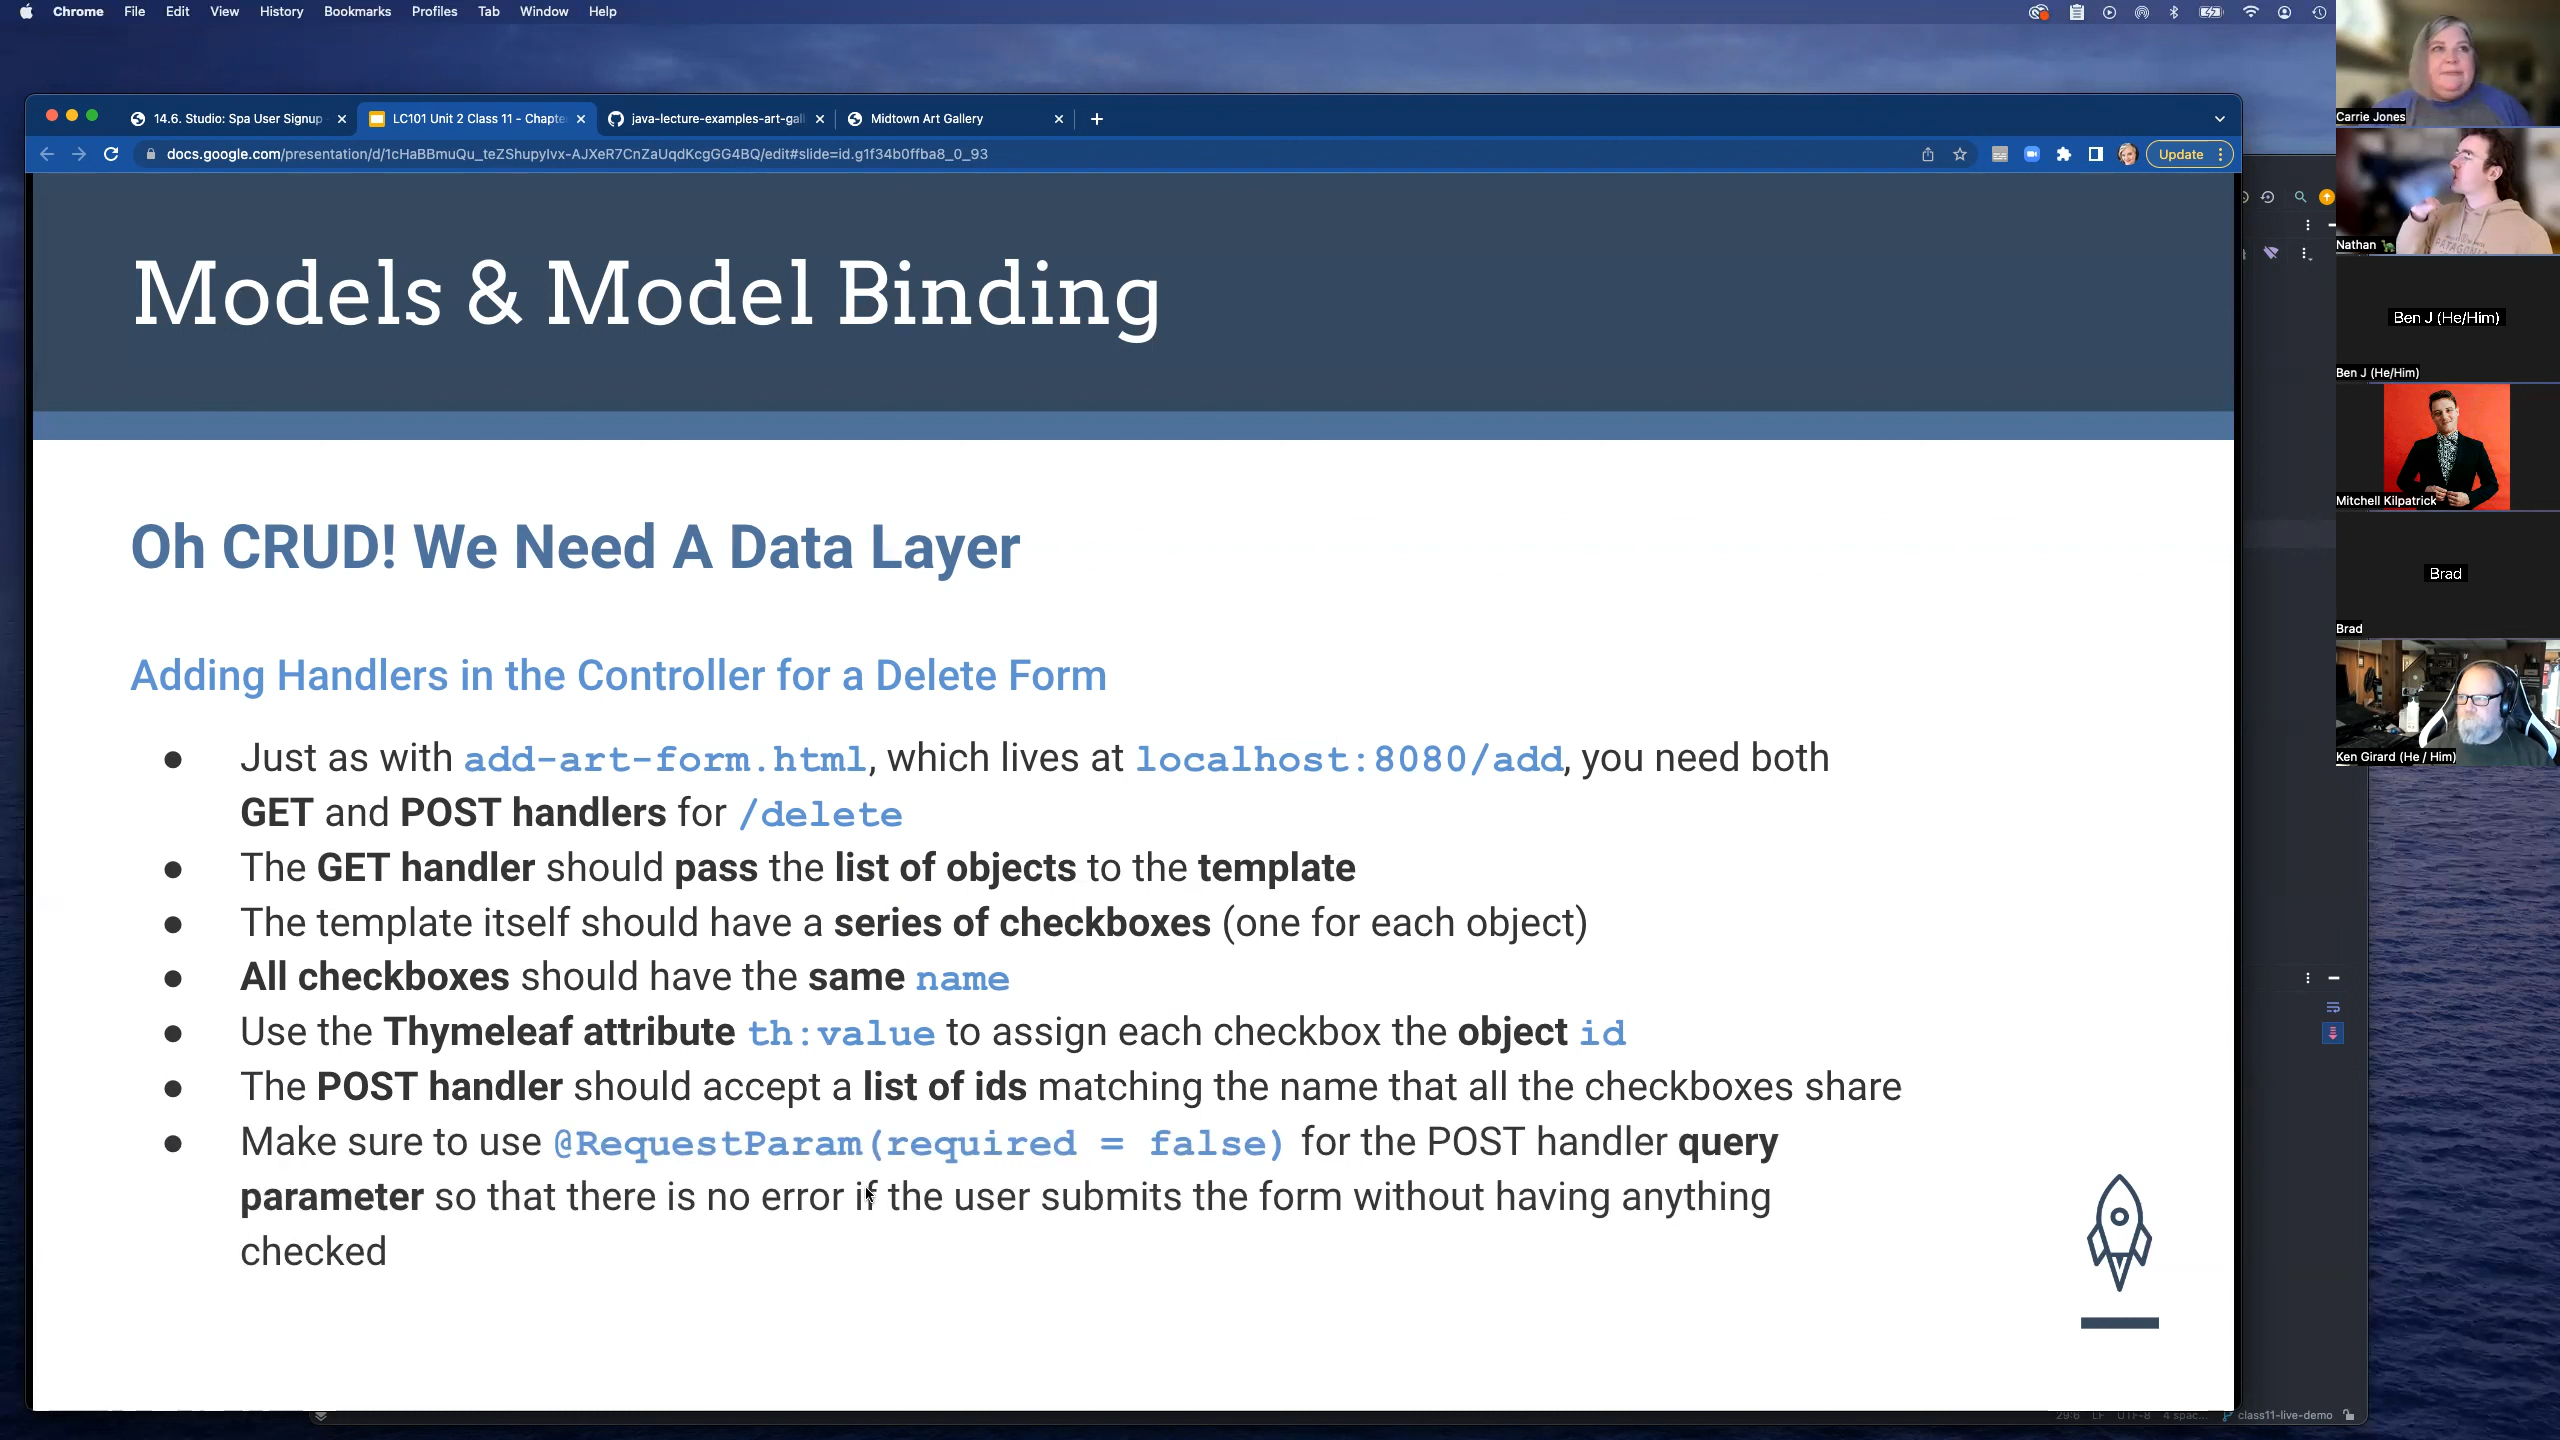 Chrome File Edit View History Bookmarks Profiles Tab Window Help
14.6. Studio: Spa User Signup
LC101 Unit 2 Class 11 - Chapte
java-lecture-examples-art-gall
Midtown Art Gallery
docs.google.com/presentation/d/1cHaBBmuQu_teZShupyIvx-AJXeR7CnZaUqdKcgGG4BQ/edit#slide=id.g1f34b0ffba8_0_93
Update
Models & Model Binding
Oh CRUD! We Need A Data Layer
Adding Handlers in the Controller for a Delete Form
● Just as with add-art-form.html, which lives at localhost:8080/add, you need both
GET and POST handlers for /delete
● The GET handler should pass the list of objects to the template
● The template itself should have a series of checkboxes (one for each object)
● All checkboxes should have the same name
● Use the Thymeleaf attribute th:value to assign each checkbox the object id
● The POST handler should accept a list of ids matching the name that all the checkboxes share
● Make sure to use @RequestParam(required = false) for the POST handler query
parameter so that there is no error if the user submits the form without having anything
checked
Carrie Jones
Nathan
Ben J (He/Him)
Ben J (He/Him)
Mitchell Kilpatrick
Brad
Brad
Ken Girard (He / Him)
29:6 LF UTF-8 4 spac... class11-live-demo